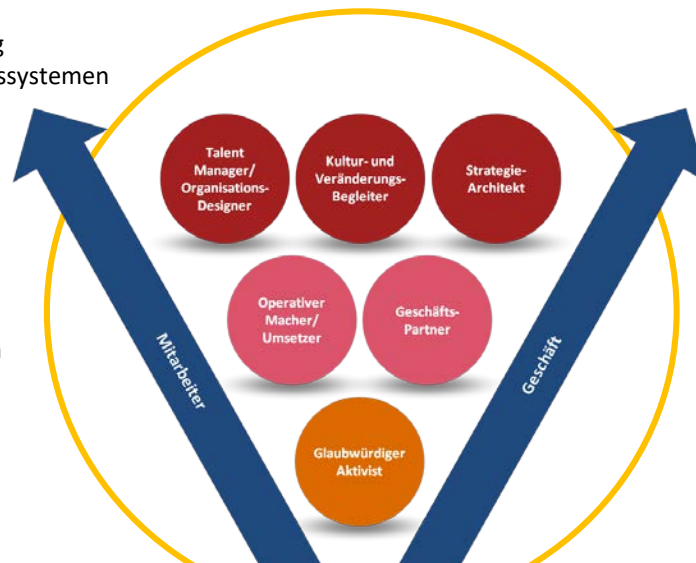 g
ssystemen
Talent
Manager/
Organisations-
Designer
Kultur- und
Veränderungs-
Begleiter
Strategie-
Architekt
Operativer
Macher/
Umsetzer
Geschäfts-
Partner
Mitarbeiter
Geschäft
Glaubwürdiger
Aktivist